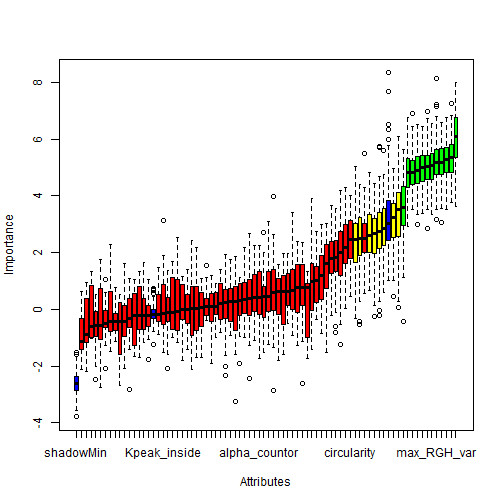 Importance
8
6
4
2
0
-2
-4
shadowMin Kpeak_inside alpha_countor circularity max_RGH_var
Attributes